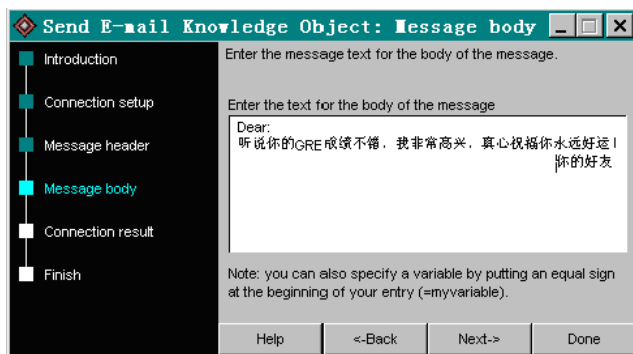 Send E-mail Knowledge Object: Message body
Introduction
Connection setup
Message header
Message body
Connection result
Finish
Enter the message text for the body of the message.
Enter the text for the body of the message
Dear:
听说你的GRE成绩不错，我非常高兴，真心祝福你永远好运！
你的好友
Note: you can also specify a variable by putting an equal sign
at the beginning of your entry (=myvariable).
Help
<-Back
Next->
Done